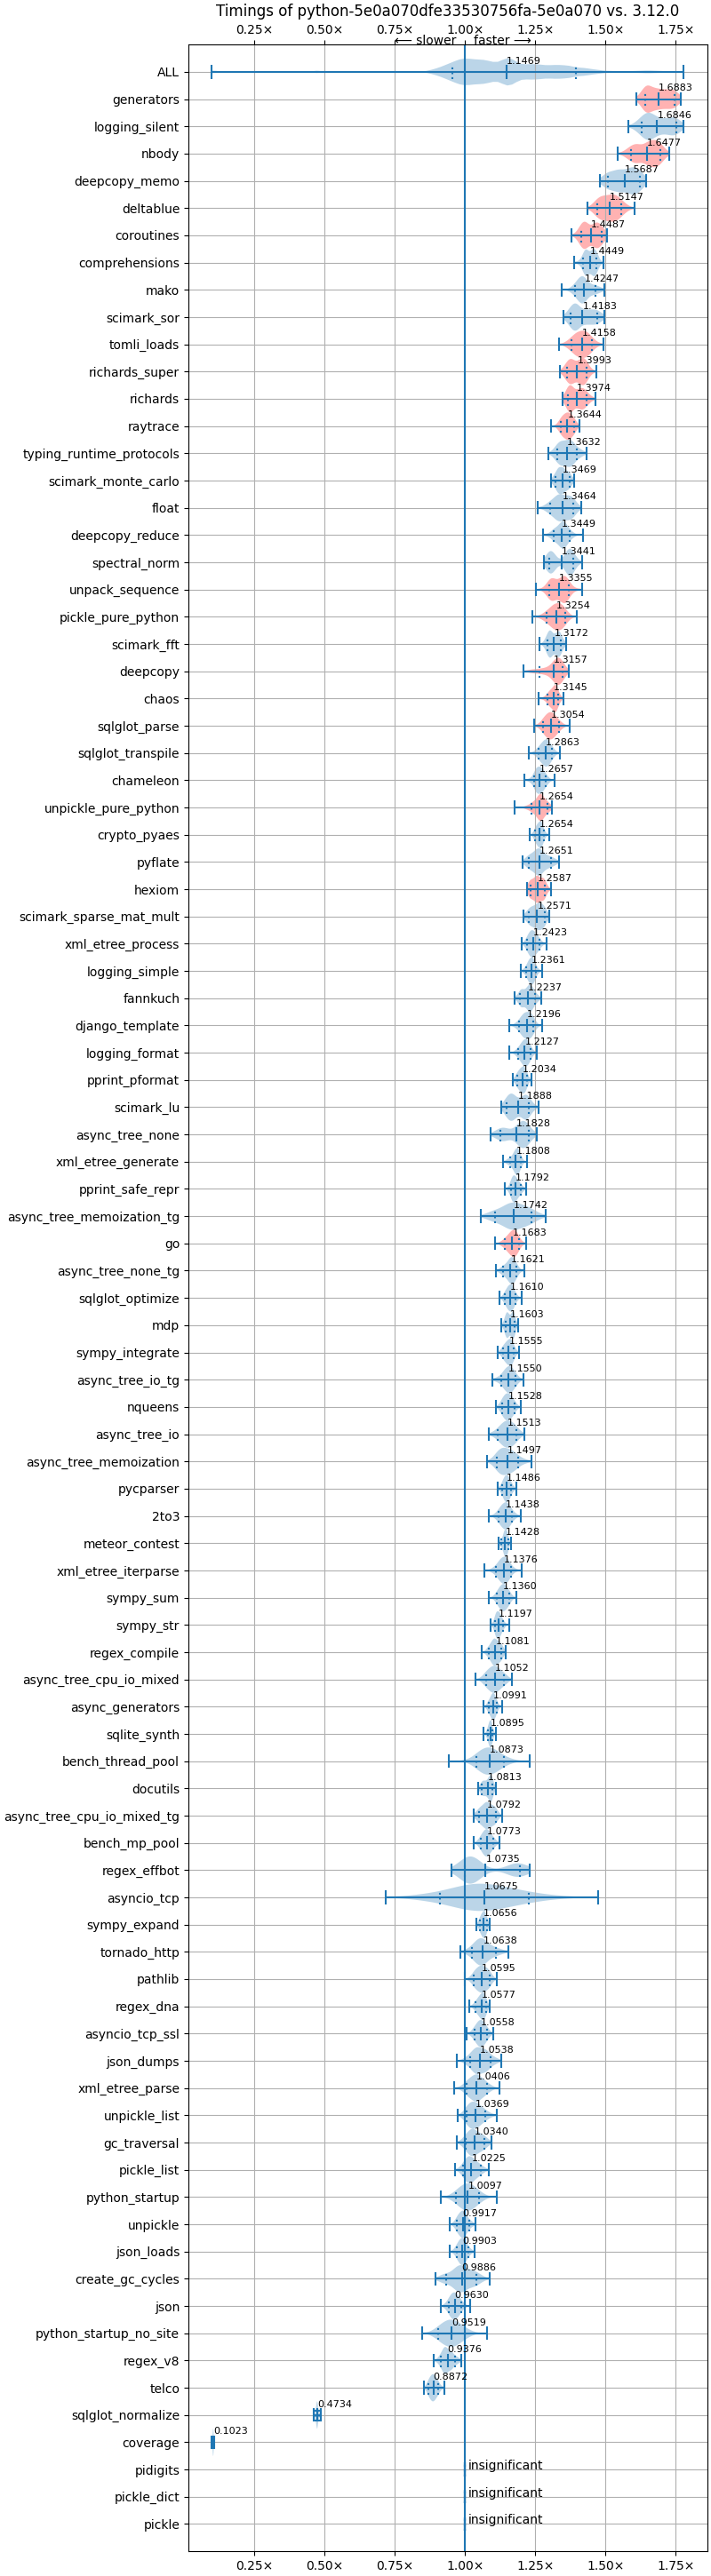 Timings of python-5e0a070dfe33530756fa-5e0a070 vs. 3.12.0
0.25× 0.50× 0.75× 1.00× 1.25× 1.50× 1.75×
⟵ slower faster ⟶
ALL 1.1469
generators 1.6883
logging_silent 1.6846
nbody 1.6477
deepcopy_memo 1.5687
deltablue 1.5147
coroutines 1.4487
comprehensions 1.4449
mako 1.4247
scimark_sor 1.4183
tomli_loads 1.4158
richards_super 1.3993
richards 1.3974
raytrace 1.3644
typing_runtime_protocols 1.3632
scimark_monte_carlo 1.3469
float 1.3464
deepcopy_reduce 1.3449
spectral_norm 1.3441
unpack_sequence 1.3355
pickle_pure_python 1.3254
scimark_fft 1.3172
deepcopy 1.3157
chaos 1.3145
sqlglot_parse 1.3054
sqlglot_transpile 1.2863
chameleon 1.2657
unpickle_pure_python 1.2654
crypto_pyaes 1.2654
pyflate 1.2651
hexiom 1.2587
scimark_sparse_mat_mult 1.2571
xml_etree_process 1.2423
logging_simple 1.2361
fannkuch 1.2237
django_template 1.2196
logging_format 1.2127
pprint_pformat 1.2034
scimark_lu 1.1888
async_tree_none 1.1828
xml_etree_generate 1.1808
pprint_safe_repr 1.1792
async_tree_memoization_tg 1.1742
go 1.1683
async_tree_none_tg 1.1621
sqlglot_optimize 1.1610
mdp 1.1603
sympy_integrate 1.1555
async_tree_io_tg 1.1550
nqueens 1.1528
async_tree_io 1.1513
async_tree_memoization 1.1497
pycparser 1.1486
2to3 1.1438
meteor_contest 1.1428
xml_etree_iterparse 1.1376
sympy_sum 1.1360
sympy_str 1.1197
regex_compile 1.1081
async_tree_cpu_io_mixed 1.1052
async_generators 1.0991
sqlite_synth 1.0895
bench_thread_pool 1.0873
docutils 1.0813
async_tree_cpu_io_mixed_tg 1.0792
bench_mp_pool 1.0773
regex_effbot 1.0735
asyncio_tcp 1.0675
sympy_expand 1.0656
tornado_http 1.0638
pathlib 1.0595
regex_dna 1.0577
asyncio_tcp_ssl 1.0558
json_dumps 1.0538
xml_etree_parse 1.0406
unpickle_list 1.0369
gc_traversal 1.0340
pickle_list 1.0225
python_startup 1.0097
unpickle 0.9917
json_loads 0.9903
create_gc_cycles 0.9886
json 0.9630
python_startup_no_site 0.9519
regex_v8 0.9376
telco 0.8872
sqlglot_normalize 0.4734
coverage 0.1023
pidigits insignificant
pickle_dict insignificant
pickle insignificant
0.25× 0.50× 0.75× 1.00× 1.25× 1.50× 1.75×